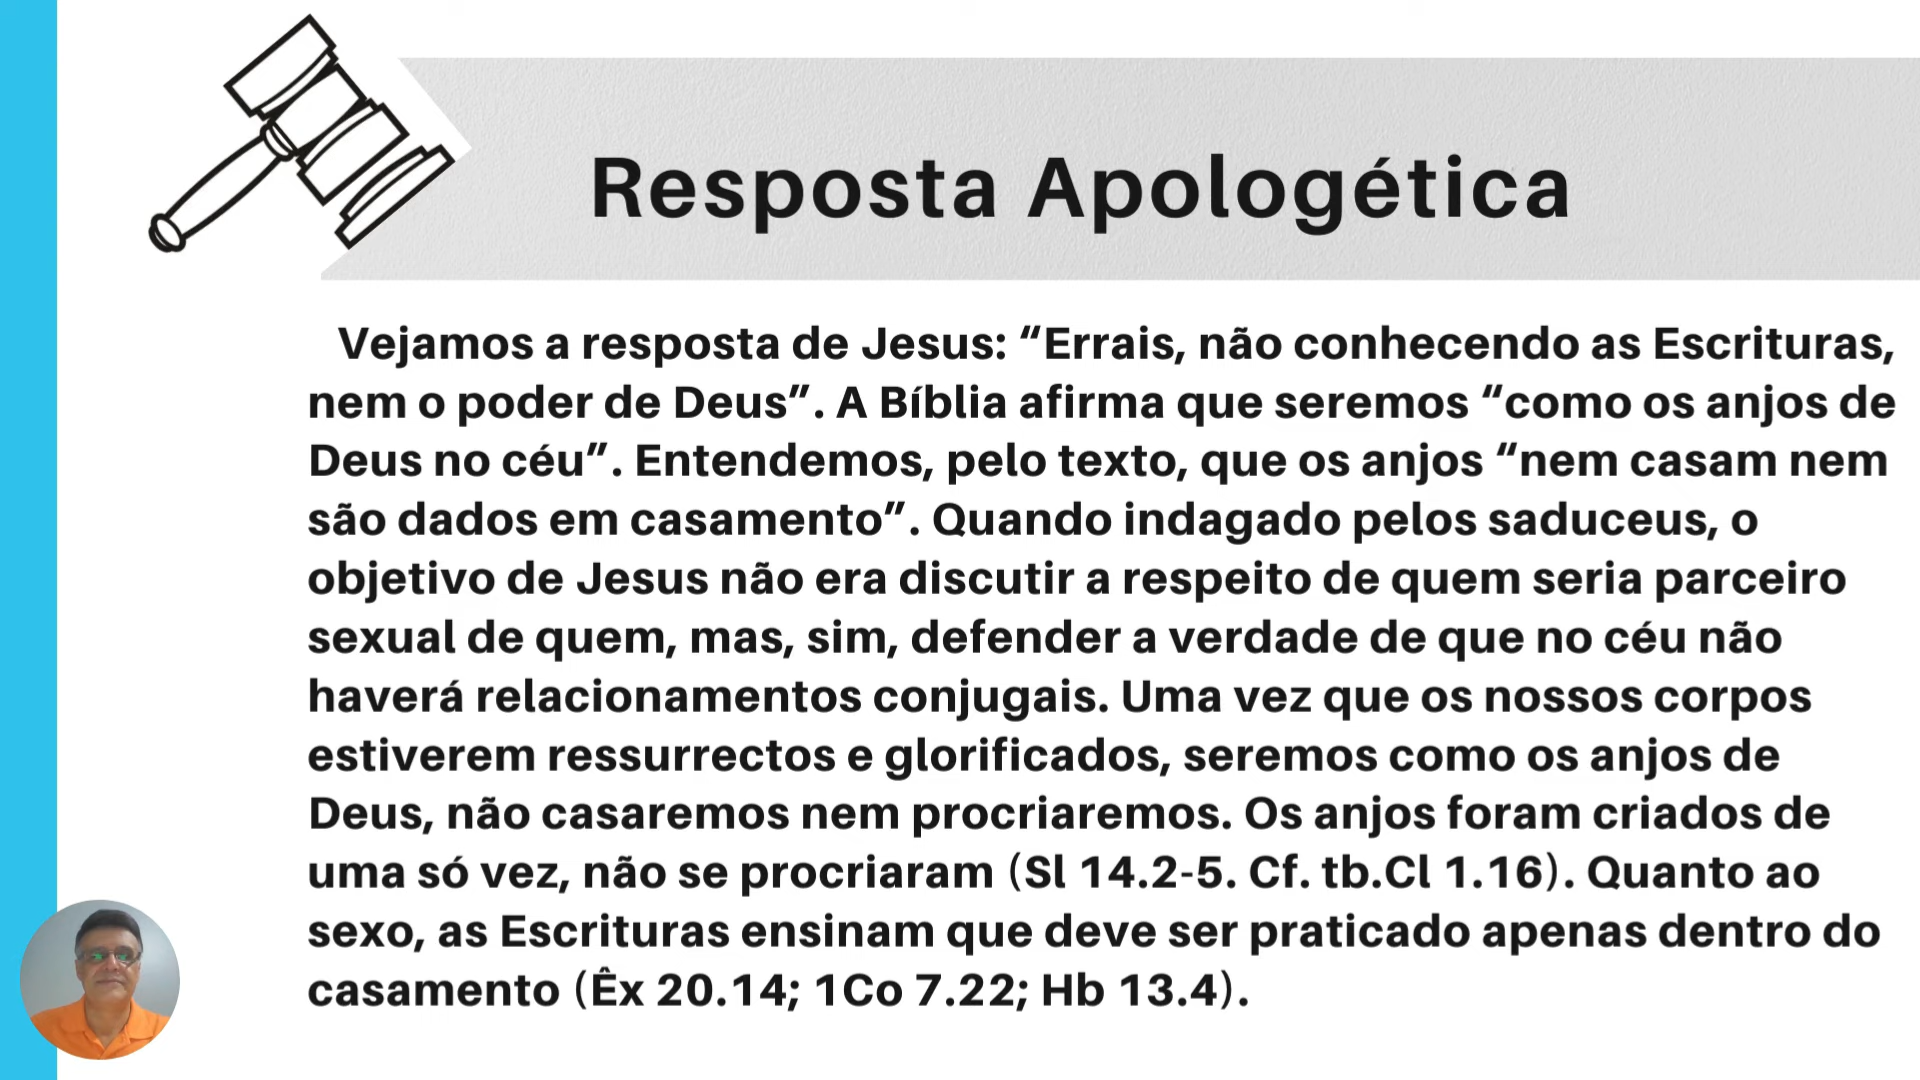 Resposta Apologética
Vejamos a resposta de Jesus: “Errais, não conhecendo as Escrituras,
nem o poder de Deus”. A Bíblia afirma que seremos “como os anjos de
Deus no céu”. Entendemos, pelo texto, que os anjos “nem casam nem
são dados em casamento”. Quando indagado pelos saduceus, o
objetivo de Jesus não era discutir a respeito de quem seria parceiro
sexual de quem, mas, sim, defender a verdade de que no céu não
haverá relacionamentos conjugais. Uma vez que os nossos corpos
estiverem ressurrectos e glorificados, seremos como os anjos de
Deus, não casaremos nem procriaremos. Os anjos foram criados de
uma só vez, não se procriaram (Sl 14.2-5. Cf. tb.Cl 1.16). Quanto ao
sexo, as Escrituras ensinam que deve ser praticado apenas dentro do
casamento (Êx 20.14; 1Co 7.22; Hb 13.4).